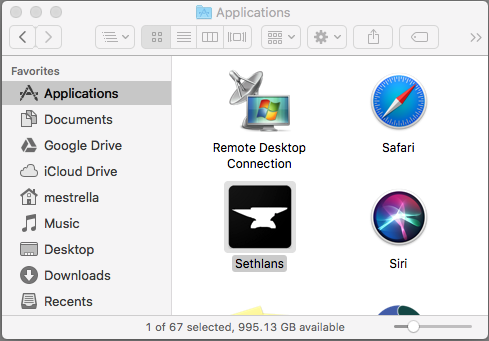 Applications
Favorites
Applications
Documents
Google Drive
iCloud Drive
mestrella
Music
Desktop
Downloads
Recents
Remote Desktop
Connection
Safari
Sethlans
Siri
1 of 67 selected, 995.13 GB available